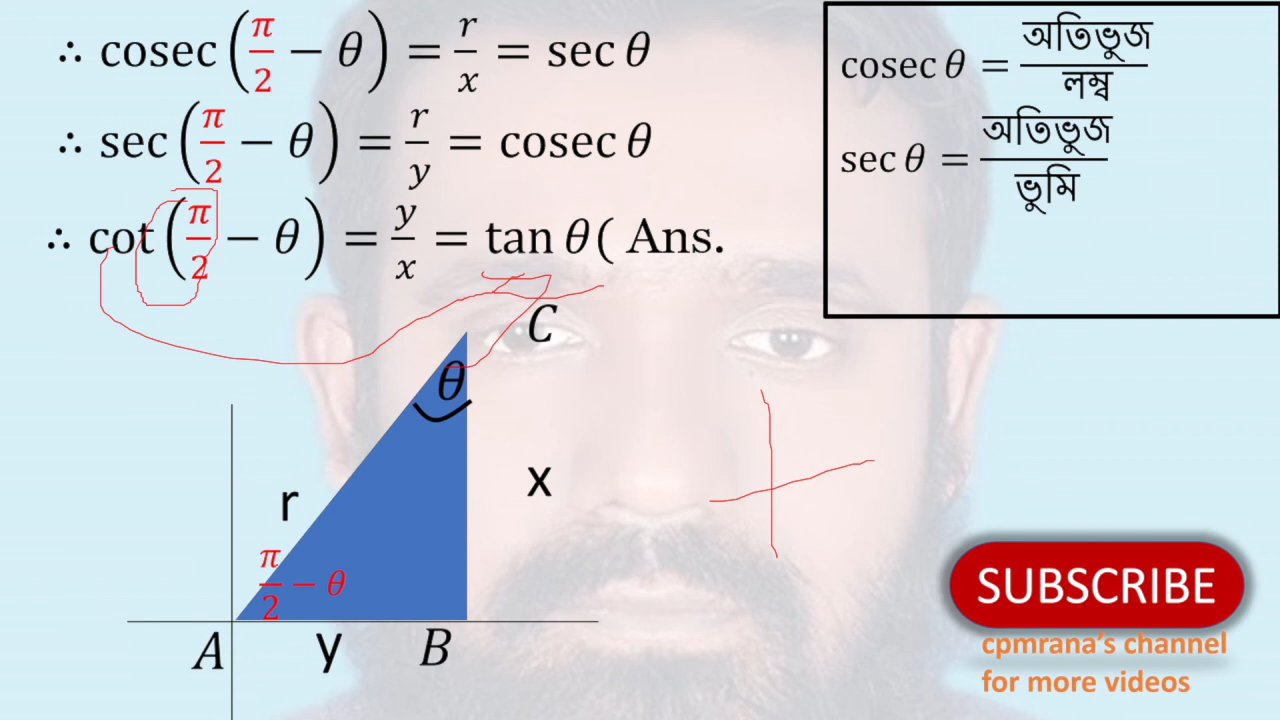 ∴ cosec(π/2 − θ) = r/x = sec θ
∴ sec(π/2 − θ) = r/y = cosec θ
∴ cot(π/2 − θ) = y/x = tan θ( Ans.
cosec θ = অতিভুজ/লম্ব
sec θ = অতিভুজ/ভুমি
C
θ
r
x
π/2 − θ
A
y
B
SUBSCRIBE
cpmrana's channel
for more videos